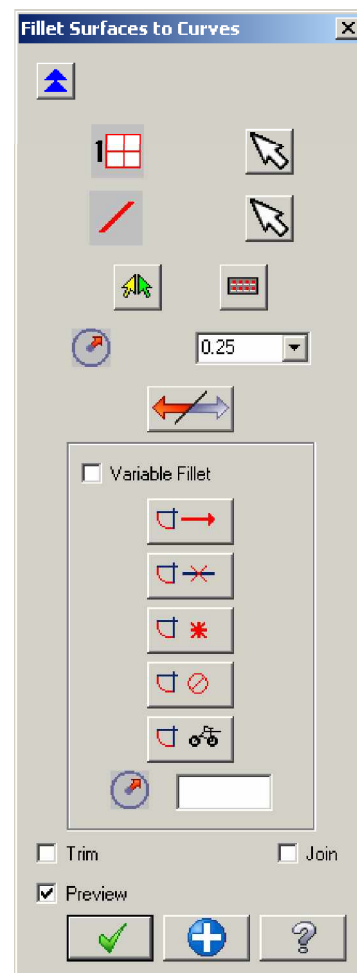 Fillet Surfaces to Curves
1
0.25
Variable Fillet
Trim
Join
Preview